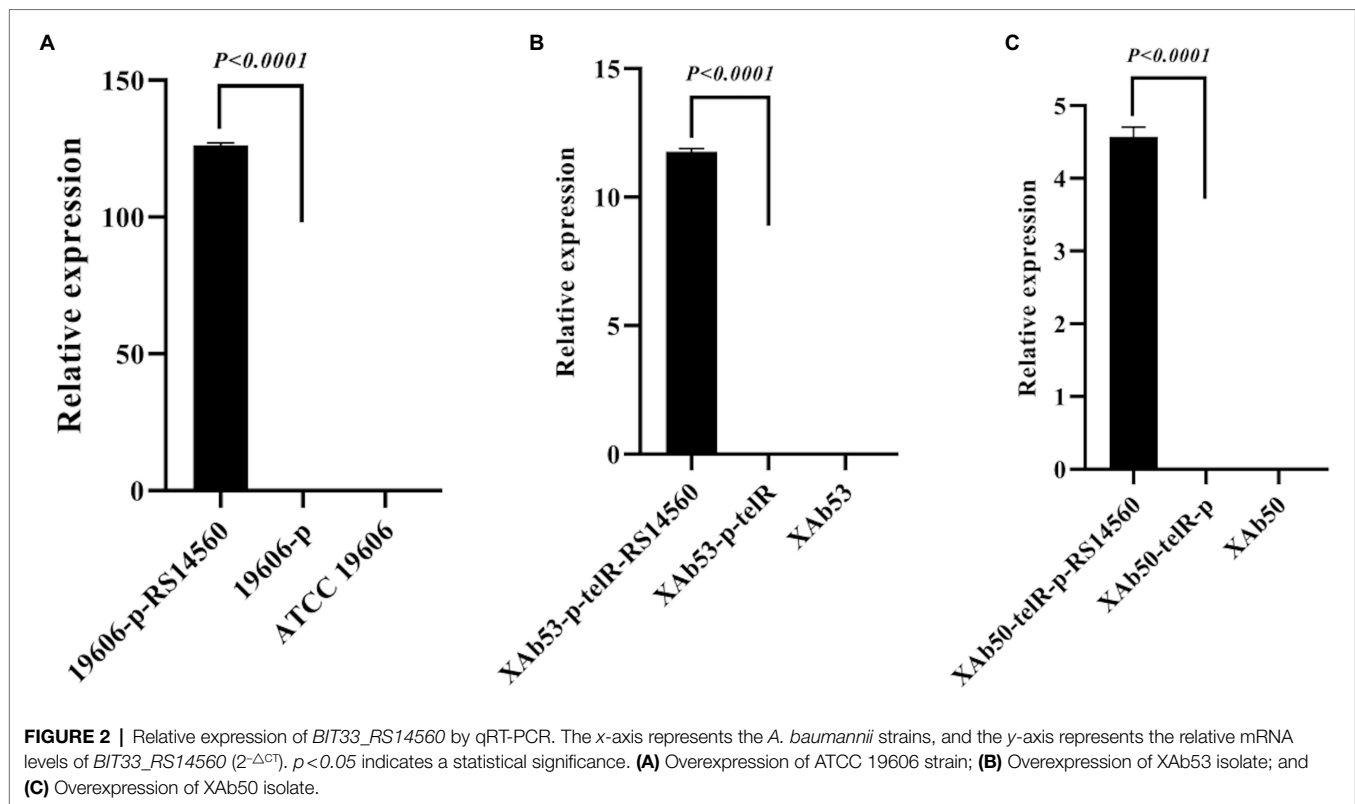 A
P<0.0001
150
100
50
0
Relative expression
19606-p-RS14560
19606-p
ATCC 19606
B
P<0.0001
15
10
5
0
Relative expression
XAb53-p-telR-RS14560
XAb53-p-telR
XAb53
C
P<0.0001
5
4
3
2
1
0
Relative expression
XAb50-telR-p-RS14560
XAb50-telR-p
XAb50
FIGURE 2 | Relative expression of BIT33_RS14560 by qRT-PCR. The x-axis represents the A. baumannii strains, and the y-axis represents the relative mRNA
levels of BIT33_RS14560 (2–△CT). p<0.05 indicates a statistical significance. (A) Overexpression of ATCC 19606 strain; (B) Overexpression of XAb53 isolate; and
(C) Overexpression of XAb50 isolate.